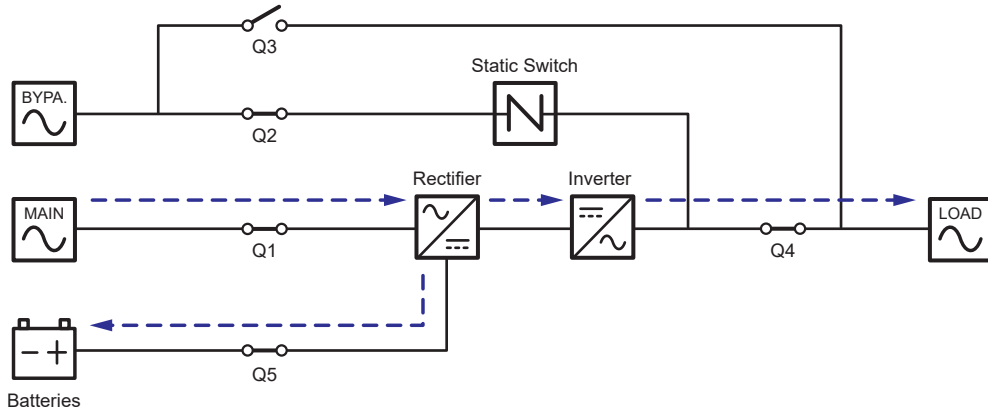 Q3
Static Switch
BYPA.
Q2
Rectifier
Inverter
MAIN
LOAD
Q1
Q4
Q5
Batteries